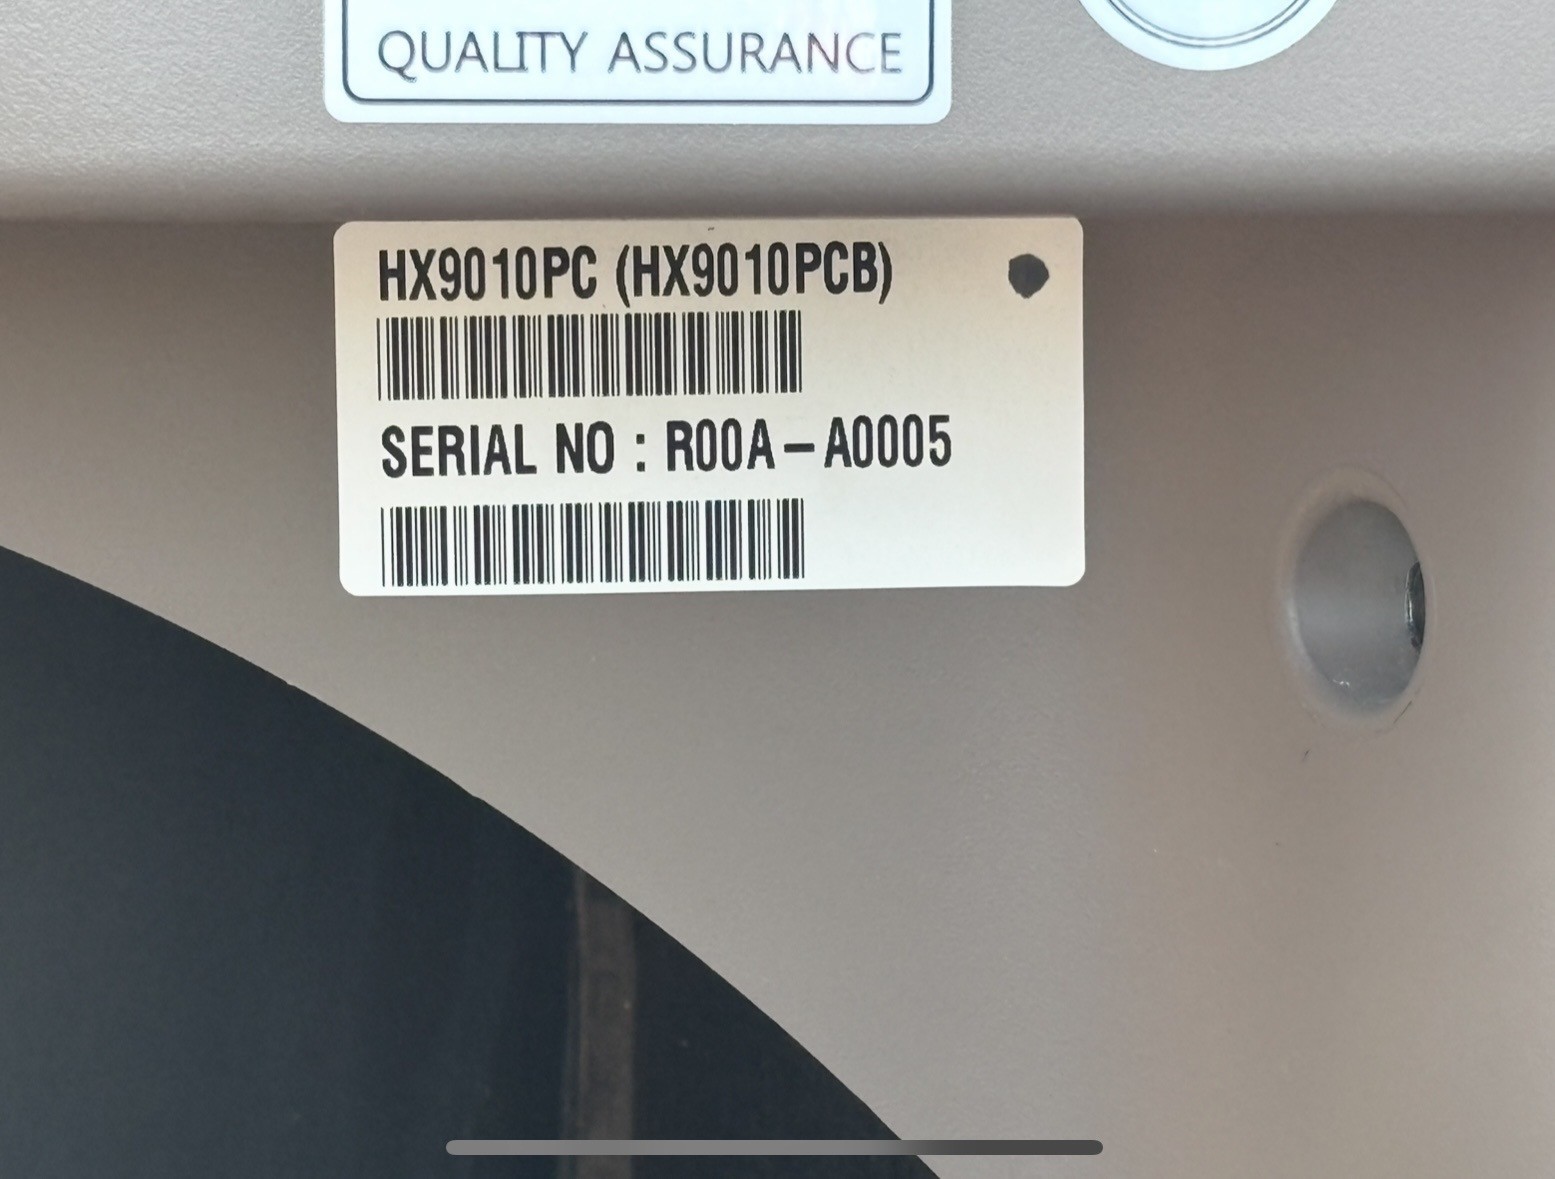 QUALITY ASSURANCE
HX9010PC (HX9010PCB)
SERIAL NO : R00A-A0005